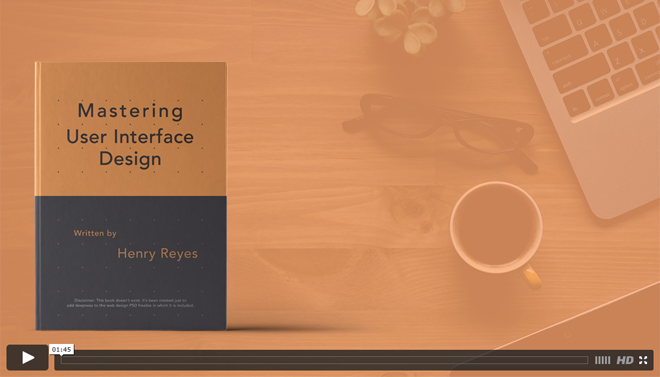 Mastering
User Interface
Design
Written by
Henry Reyes
Disclaimer: This book doesn't work. It's been created just to
add deepness to the web design PSD freebie in which it is included.
01:45
HD